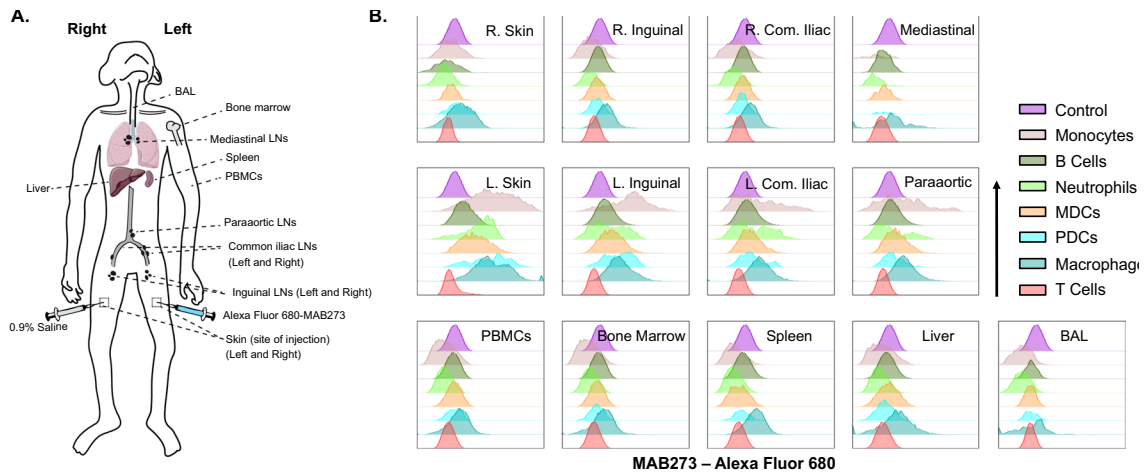 A.
Right Left
BAL
Bone marrow
Mediastinal LNs
Spleen
PBMCs
Liver
Paraaortic LNs
Common iliac LNs
(Left and Right)
Inguinal LNs (Left and Right)
0.9% Saline
Alexa Fluor 680-MAB273
Skin (site of injection)
(Left and Right)
B.
R. Skin R. Inguinal R. Com. Iliac Mediastinal
L. Skin L. Inguinal L. Com. Iliac Paraaortic
PBMCs Bone Marrow Spleen Liver BAL
MAB273 – Alexa Fluor 680
Control
Monocytes
B Cells
Neutrophils
MDCs
PDCs
Macrophage
T Cells